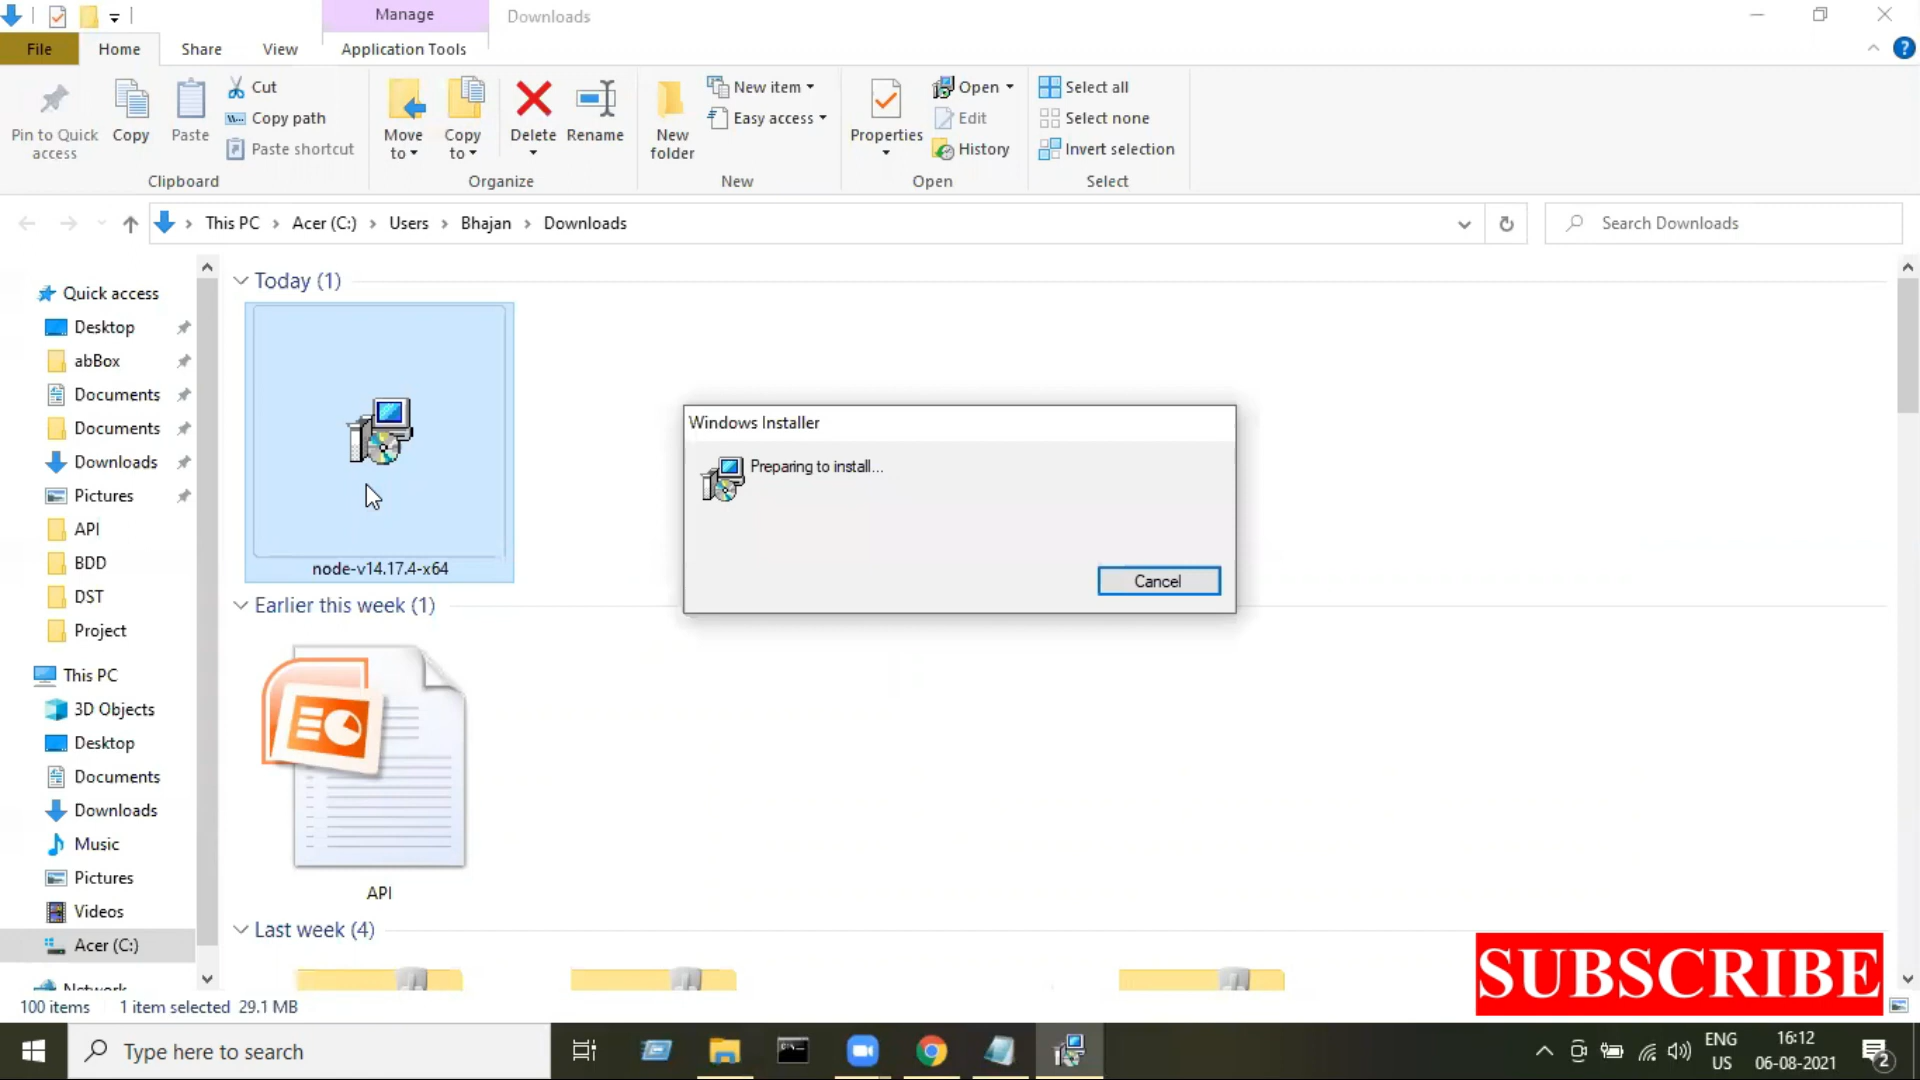 Manage
Downloads
File
Home
Share
View
Application Tools
Pin to Quick access
Copy
Paste
Cut
Copy path
Paste shortcut
Clipboard
Move to
Copy to
Delete
Rename
Organize
New folder
New item
Easy access
New
Properties
Open
Edit
History
Open
Select all
Select none
Invert selection
Select
This PC > Acer (C:) > Users > Bhajan > Downloads
Search Downloads
Quick access
Desktop
abBox
Documents
Documents
Downloads
Pictures
API
BDD
DST
Project
This PC
3D Objects
Desktop
Documents
Downloads
Music
Pictures
Videos
Acer (C:)
Network
Today (1)
node-v14.17.4-x64
Earlier this week (1)
API
Last week (4)
Windows Installer
Preparing to install...
Cancel
SUBSCRIBE
100 items
1 item selected 29.1 MB
Type here to search
ENG
US
16:12
06-08-2021
2